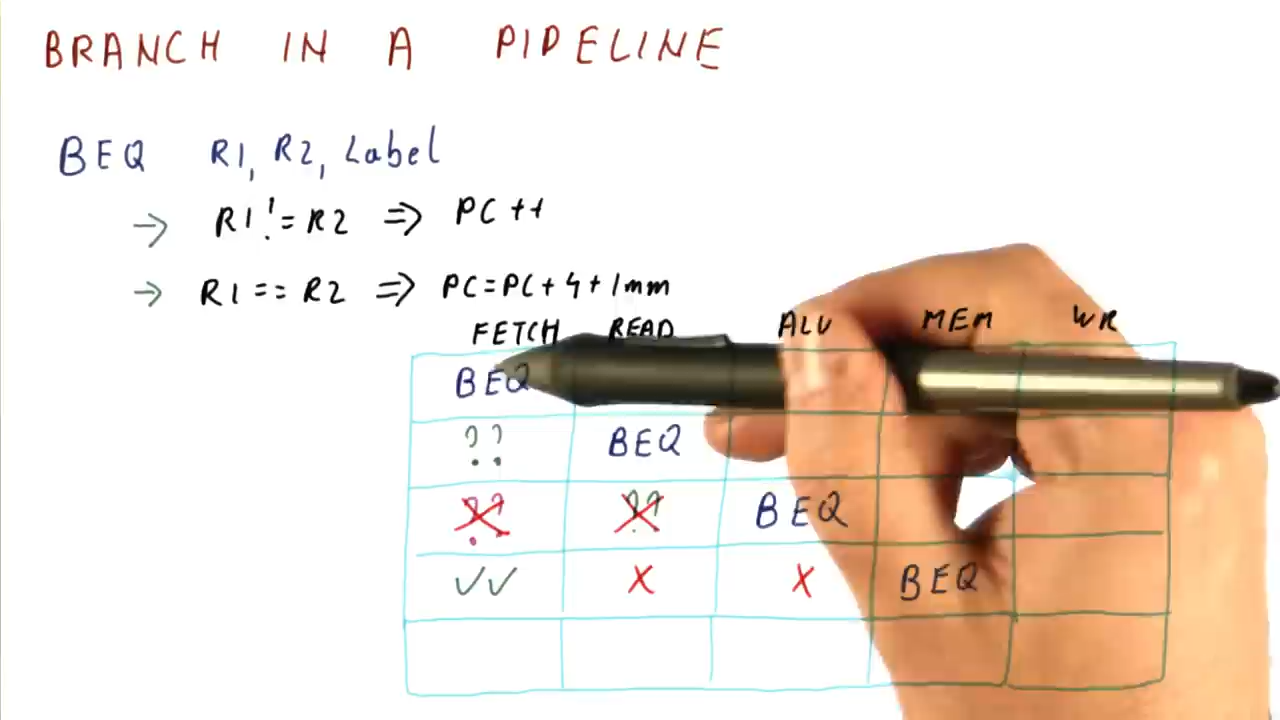 BRANCH IN A PIPELINE
BEQ R1, R2, Label
→ R1 != R2 ⇒ PC++
→ R1 == R2 ⇒ PC=PC+4+Imm
FETCH READ ALU MEM WR
BEQ
?? BEQ
?? ?? BEQ
✓✓ X X BEQ